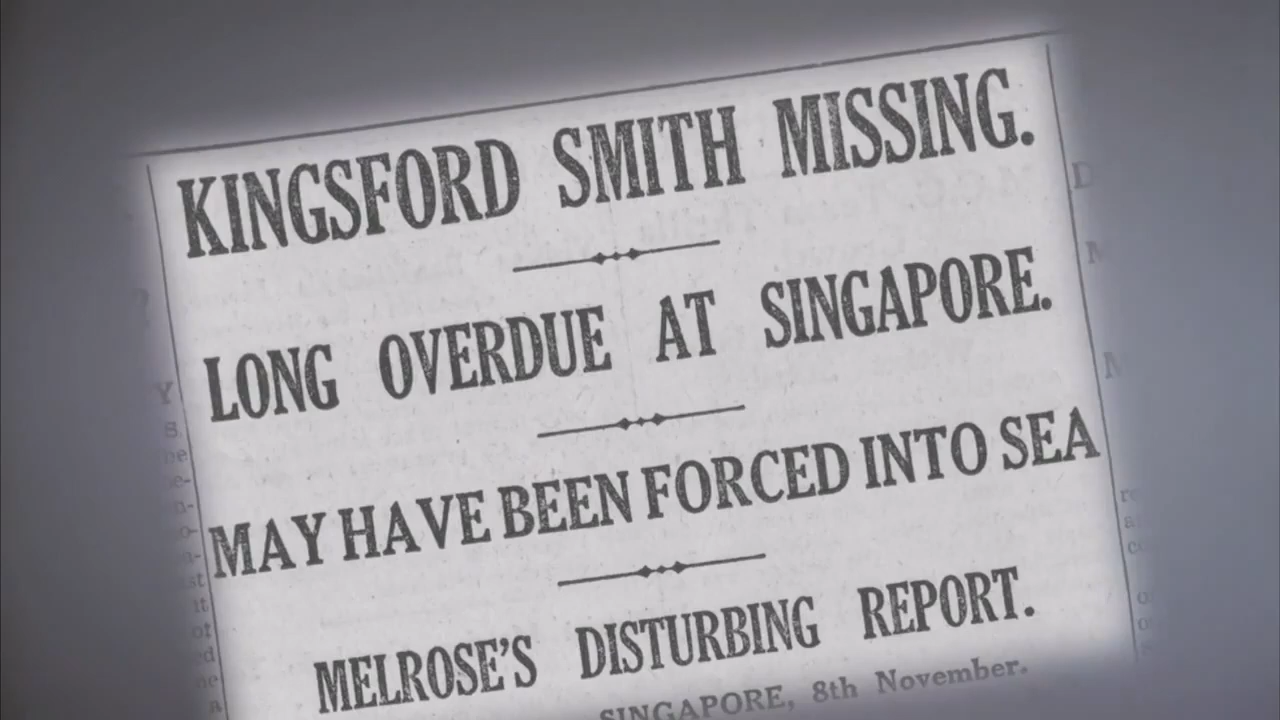 KINGSFORD SMITH MISSING.
LONG OVERDUE AT SINGAPORE.
MAY HAVE BEEN FORCED INTO SEA
MELROSE'S DISTURBING REPORT.
SINGAPORE, 8th November.